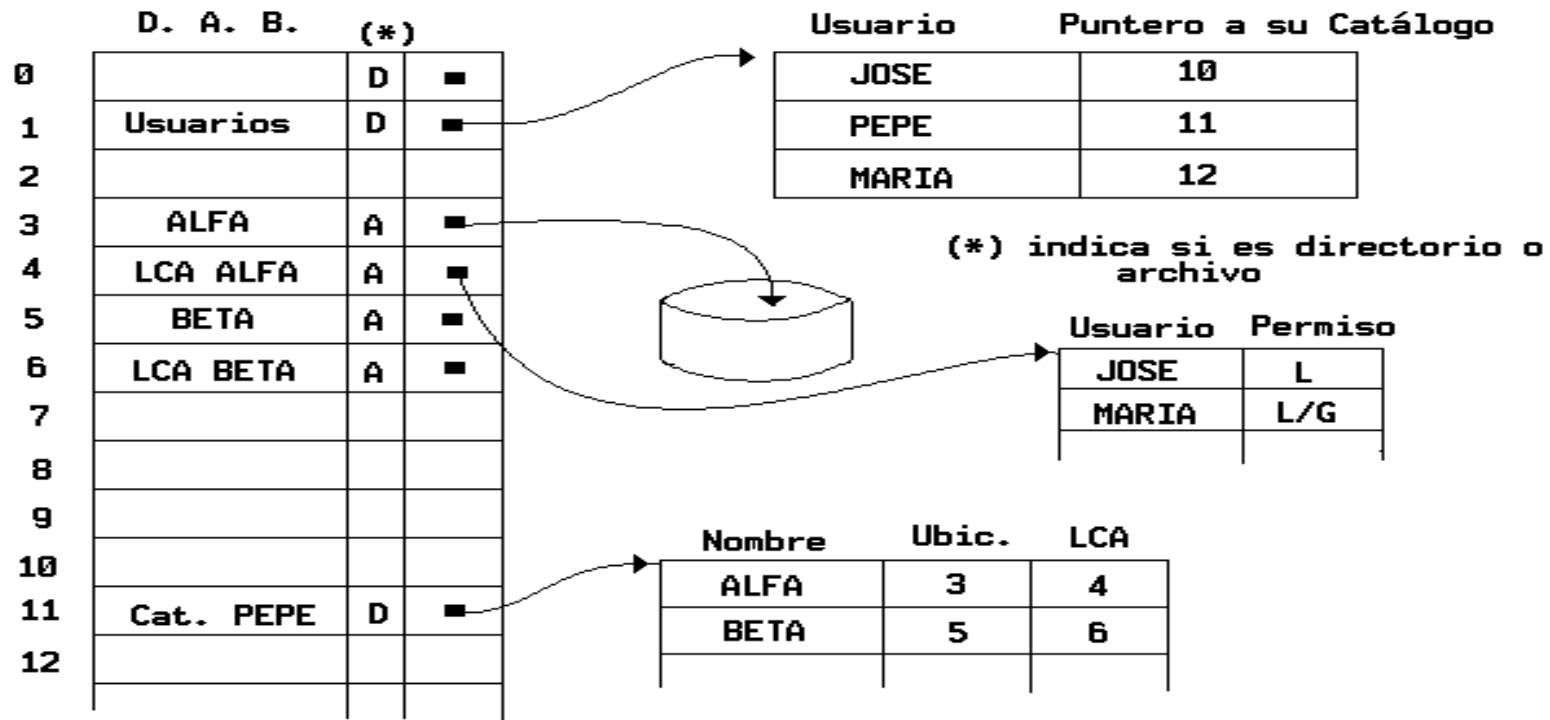 D. A. B. (*)
0 D
1 Usuarios D
2
3 ALFA A
4 LCA ALFA A
5 BETA A
6 LCA BETA A
7
8
9
10
11 Cat. PEPE D
12
Usuario Puntero a su Catálogo
JOSE 10
PEPE 11
MARIA 12
(*) indica si es directorio o
archivo
Usuario Permiso
JOSE L
MARIA L/G
Nombre Ubic. LCA
ALFA 3 4
BETA 5 6